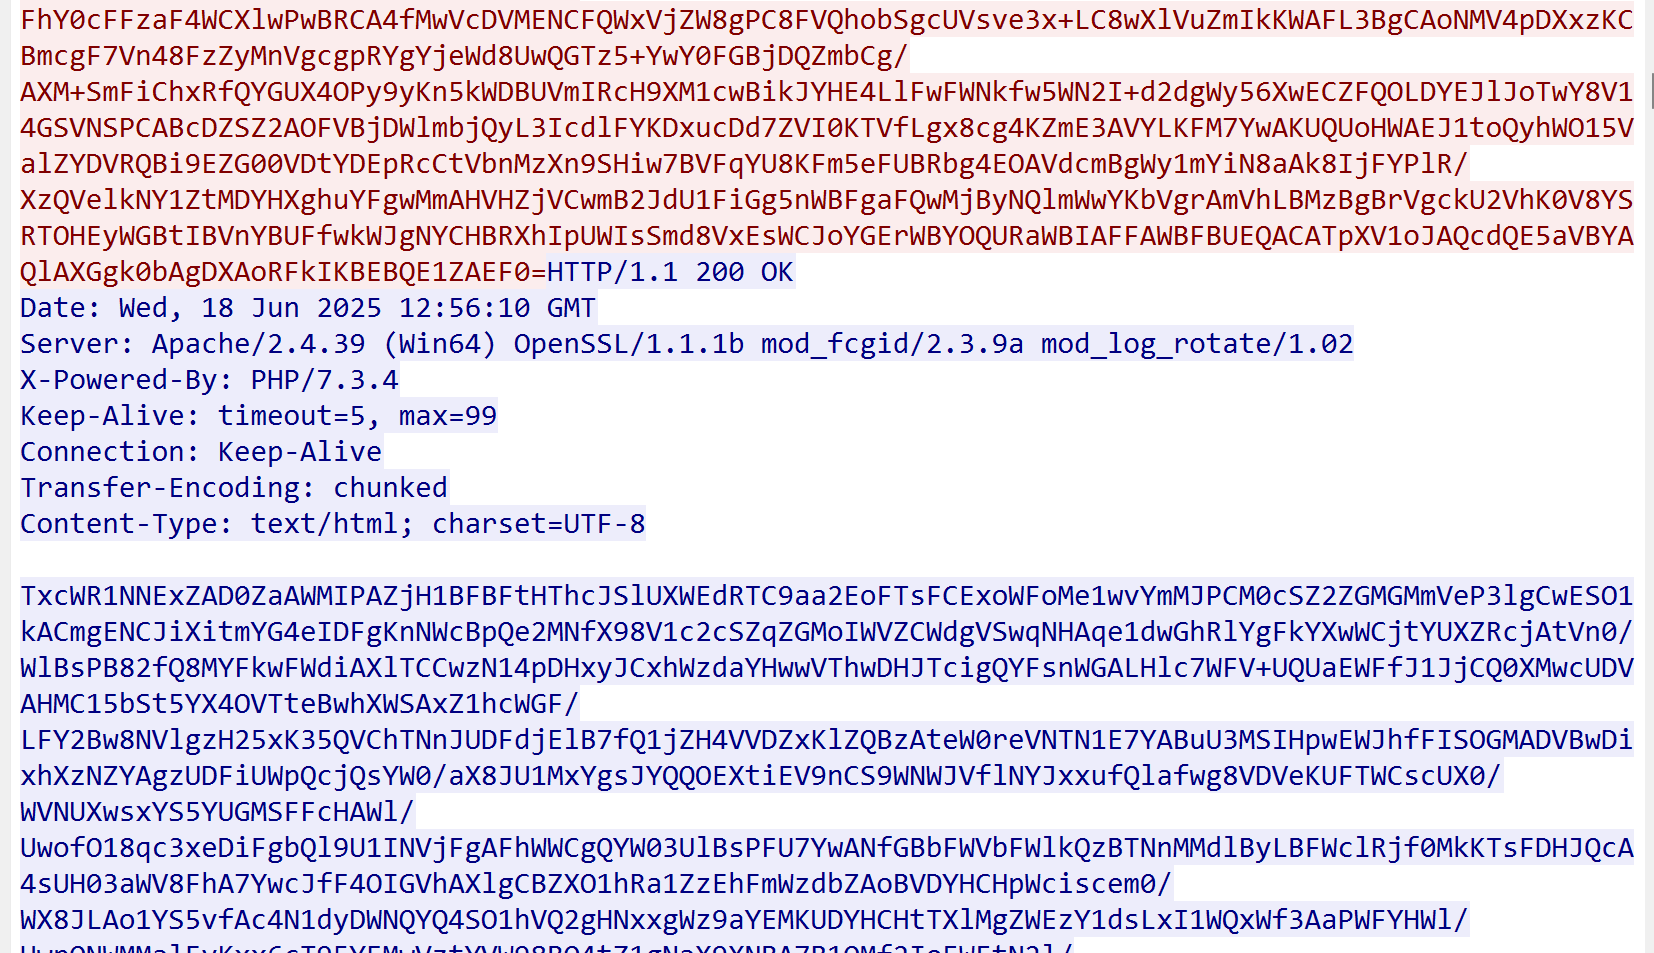 FhY0cFFzaF4WCXlwPwBRCA4fMwVcDVMENCFQWxVjZW8gPC8FVQhobSgcUVsve3x+LC8wXlVuZmIkKWAFL3BgCAoNMV4pDXxzKC
BmcgF7Vn48FzZyMnVgcgpRYgYjeWd8UwQGTz5+YwY0FGBjDQZmbCg/
AXM+SmFiChxRfQYGUX4OPy9yKn5kWDBUVmIRcH9XM1cwBikJYHE4LlFwFWNkfw5WN2I+d2dgWy56XwECZFQOLDYEJlJoTwY8V1
4GSVNSPCABcDZSZ2AOFVBjDWlmbjQyL3IcdlFYKDxucDd7ZVI0KTVfLgx8cg4KZmE3AVYLKFM7YwAKUQUoHWAEJ1toQyhWO15V
alZYDVRQBi9EZG00VDtYDEpRcCtVbnMzXn9SHiw7BVFqYU8KFm5eFUBRbg4EOAVdcmBgWy1mYiN8aAk8IjFYPlR/
XzQVelkNY1ZtMDYHXghuYFgwMmAHVHZjVCwmB2JdU1FiGg5nWBFgaFQwMjByNQlmWwYKbVgrAmVhLBMzBgBrVgckU2VhK0V8YS
RTOHEyWGBtIBVnYBUFfwkWJgNYCHBRXhIpUWIsSmd8VxEsWCJoYGErWBYOQURaWBIAFFAWBFBUEQACATpXV1oJAQcdQE5aVBYA
QlAXGgk0bAgDXAoRFkIKBEBQE1ZAEF0=HTTP/1.1 200 OK
Date: Wed, 18 Jun 2025 12:56:10 GMT
Server: Apache/2.4.39 (Win64) OpenSSL/1.1.1b mod_fcgid/2.3.9a mod_log_rotate/1.02
X-Powered-By: PHP/7.3.4
Keep-Alive: timeout=5, max=99
Connection: Keep-Alive
Transfer-Encoding: chunked
Content-Type: text/html; charset=UTF-8
TxcWR1NNExZAD0ZaAWMIPAZjH1BFBFtHThcJSlUXWEdRTC9aa2EoFTsFCExoWFoMe1wvYmMJPCM0cSZ2ZGMGMmVeP3lgCwESO1
kACmgENCJiXitmYG4eIDFgKnNWcBpQe2MNfX98V1c2cSZqZGMoIWVZCWdgVSwqNHAqe1dwGhRlYgFkYXwWCjtYUXZRcjAtVn0/
WlBsPB82fQ8MYFkwFWdiAXlTCCwzN14pDHxyJCxhWzdaYHwwVThwDHJTcigQYFsnWGALHlc7WFV+UQUaEWFfJ1JjCQ0XMwcUDV
AHMC15bSt5YX4OVTteBwhXWSAxZ1hcWGF/
LFY2Bw8NVlgzH25xK35QVChTNnJUDFdjElB7fQ1jZH4VVDZxKlZQBzAteW0reVNTN1E7YABuU3MSIHpwEWJhfFISOGMADVBwDi
xhXzNZYAgzUDFiUWpQcjQsYW0/aX8JU1MxYgsJYQQOEXtiEV9nCS9WNWJVflNYJxxufQlafwg8VDVeKUFTWCscUX0/
WVNUXwsxYS5YUGMSFFcHAWl/
UwofO18qc3xeDiFgbQl9U1INVjFgAFhWWCgQYW03UlBsPFU7YwANfGBbFWVbFWlkQzBTNnMMdlByLBFWclRjf0MkKTsFDHJQcA
4sUH03aWV8FhA7YwcJfF4OIGVhAXlgCBZXO1hRa1ZzEhFmWzdbZAoBVDYHCHpWciscem0/
WX8JLAo1YS5vfAc4N1dyDWNQYQ4SO1hVQ2gHNxxgWz9aYEMKUDYHCHtTXlMgZWEzY1dsLxI1WQxWf3AaPWFYHWl/